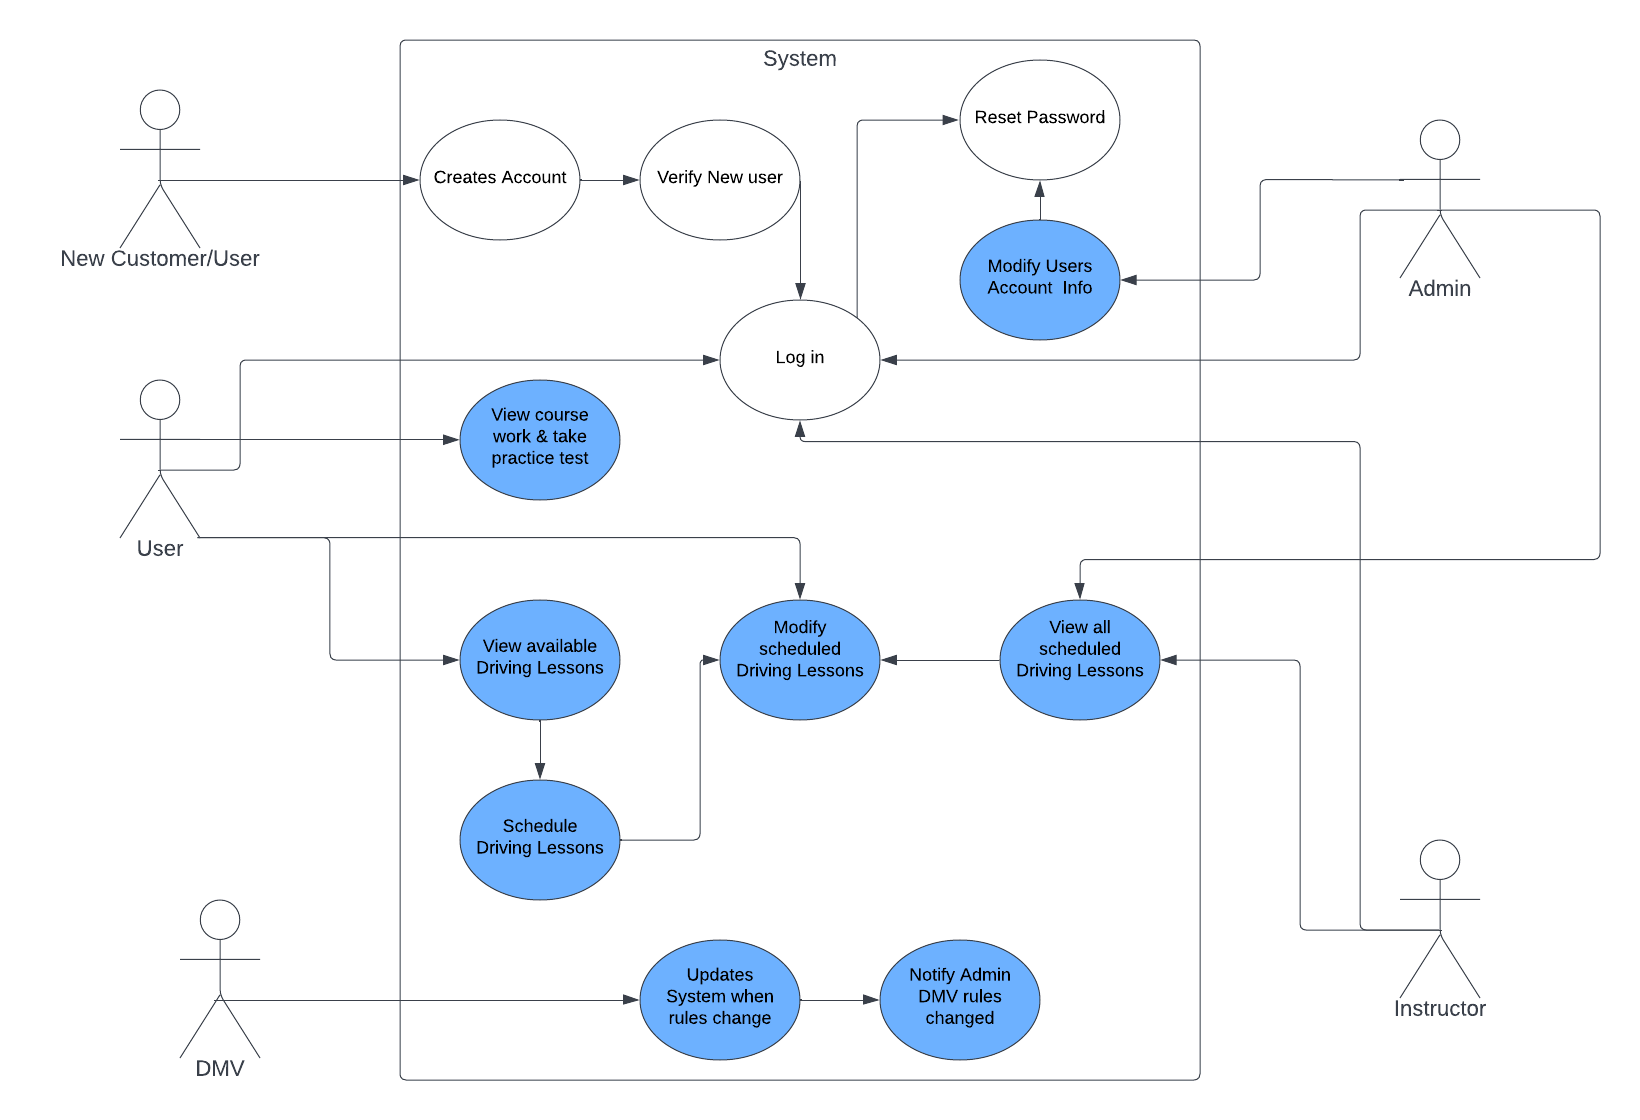 System
Reset Password
Creates Account
Verify New user
New Customer/User
Modify Users
Account Info
Admin
Log in
View course
work & take
practice test
User
View available
Driving Lessons
Modify
scheduled
Driving Lessons
View all
scheduled
Driving Lessons
Schedule
Driving Lessons
Updates
System when
rules change
Notify Admin
DMV rules
changed
Instructor
DMV